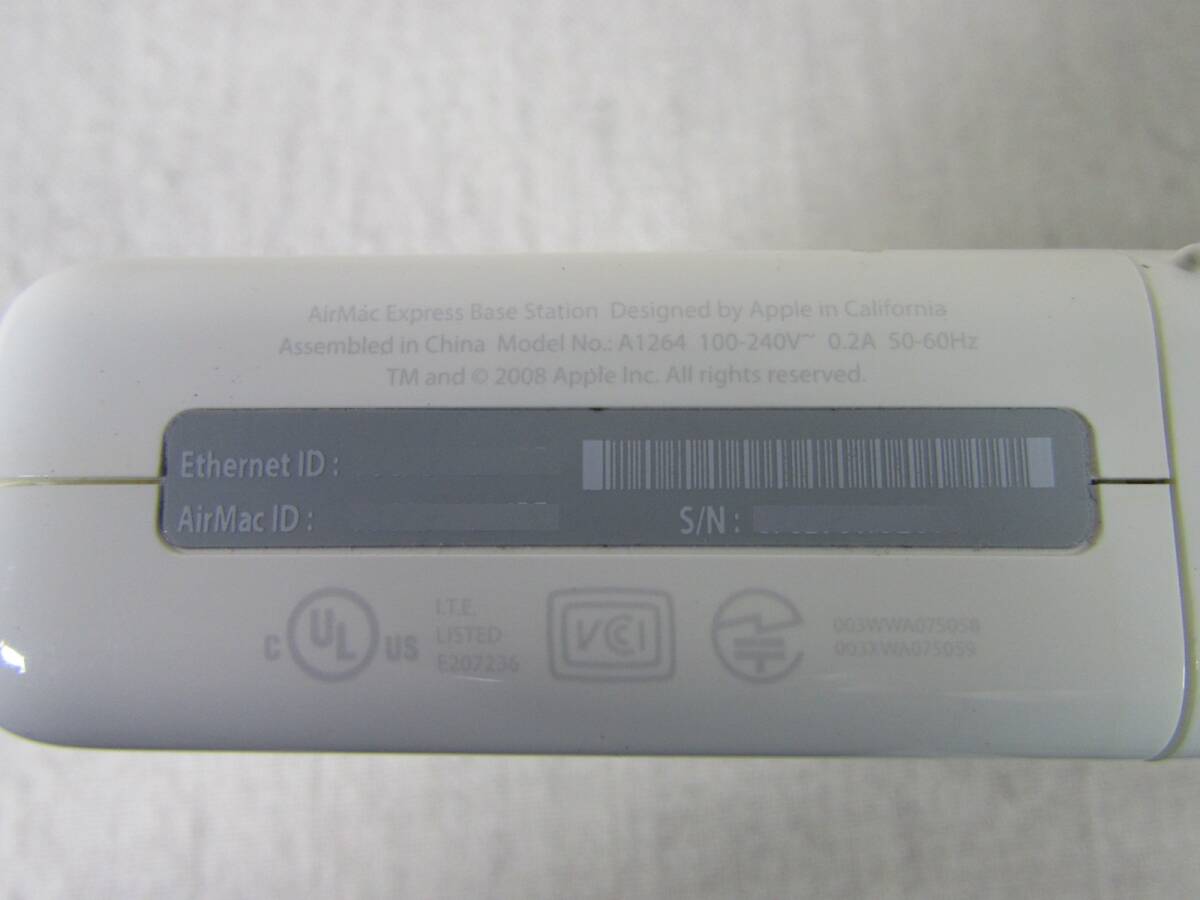 AirMac Express Base Station Designed by Apple in California
Assembled in China Model No.: A1264 100-240V~ 0.2A 50-60Hz
TM and © 2008 Apple Inc. All rights reserved.
Ethernet ID :
AirMac ID :
S/N :
C UL US
I.T.E.
LISTED
E207236
VCCI
003WWA075058
003XWA075059